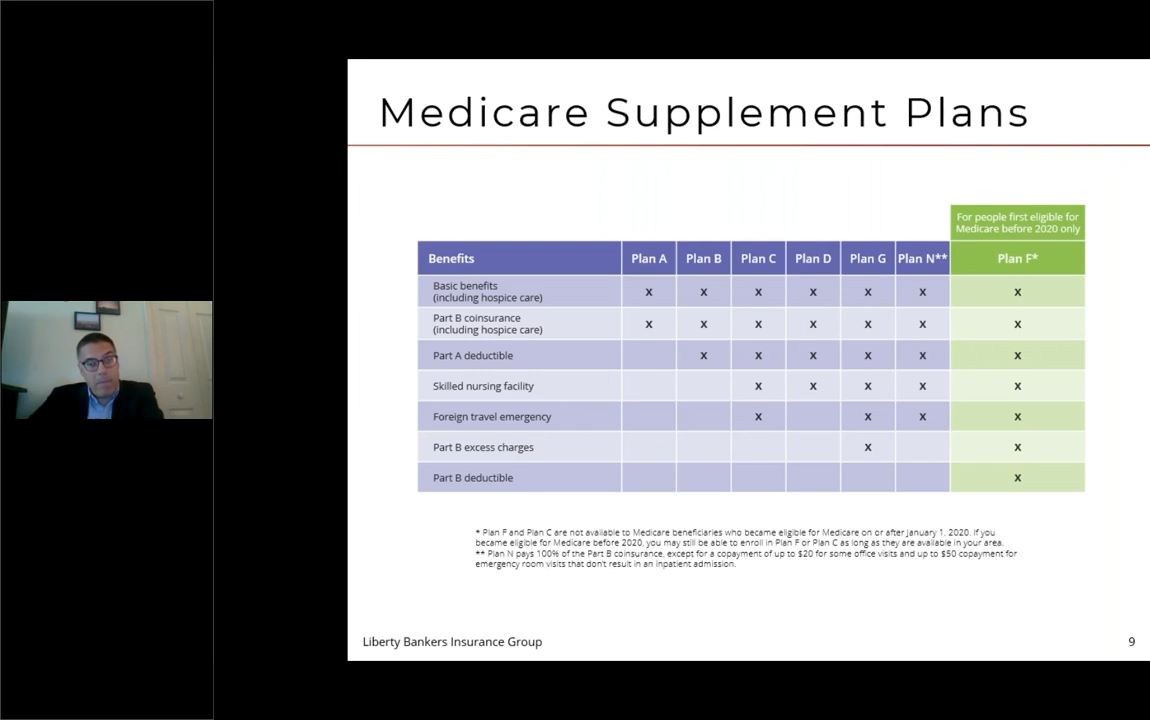 Medicare Supplement Plans
For people first eligible for
Medicare before 2020 only
Benefits Plan A Plan B Plan C Plan D Plan G Plan N** Plan F*
Basic benefits
(including hospice care) x x x x x x x
Part B coinsurance
(including hospice care) x x x x x x x
Part A deductible x x x x x x
Skilled nursing facility x x x x x
Foreign travel emergency x x x x
Part B excess charges x x
Part B deductible x
* Plan F and Plan C are not available to Medicare beneficiaries who became eligible for Medicare on or after January 1, 2020. If you
became eligible for Medicare before 2020, you may still be able to enroll in Plan F or Plan C as long as they are available in your area.
** Plan N pays 100% of the Part B coinsurance, except for a copayment of up to $20 for some office visits and up to $50 copayment for
emergency room visits that don't result in an inpatient admission.
Liberty Bankers Insurance Group 9